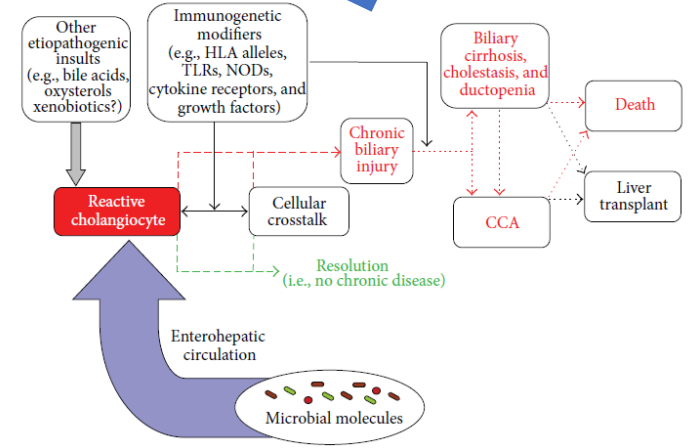 Other
etiopathogenic
insults
(e.g., bile acids,
oxysterols
xenobiotics?)
Immunogenetic
modifiers
(e.g., HLA alleles,
TLRs, NODs,
cytokine receptors, and
growth factors)
Biliary
cirrhosis,
cholestasis, and
ductopenia
Death
Chronic
biliary
injury
Liver
transplant
Reactive
cholangiocyte
Cellular
crosstalk
CCA
Resolution
(i.e., no chronic disease)
Enterohepatic
circulation
Microbial molecules